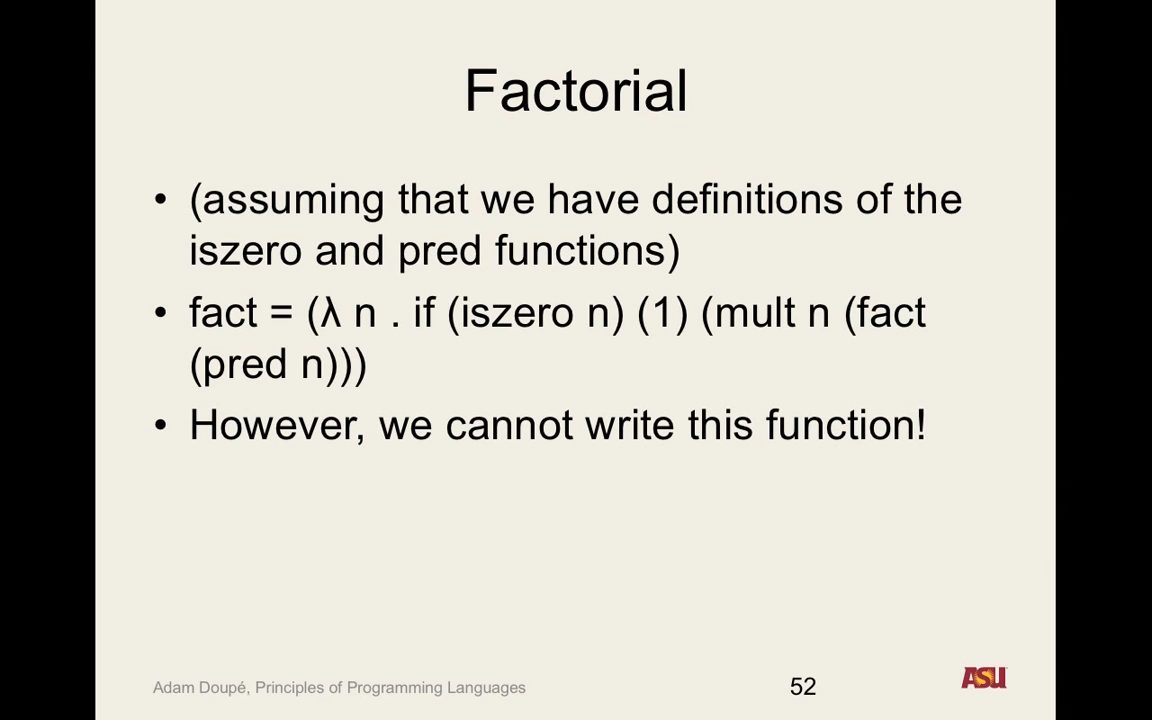 Factorial
• (assuming that we have definitions of the
iszero and pred functions)
• fact = (λ n . if (iszero n) (1) (mult n (fact
(pred n)))
• However, we cannot write this function!
Adam Doupé, Principles of Programming Languages
52
ASU